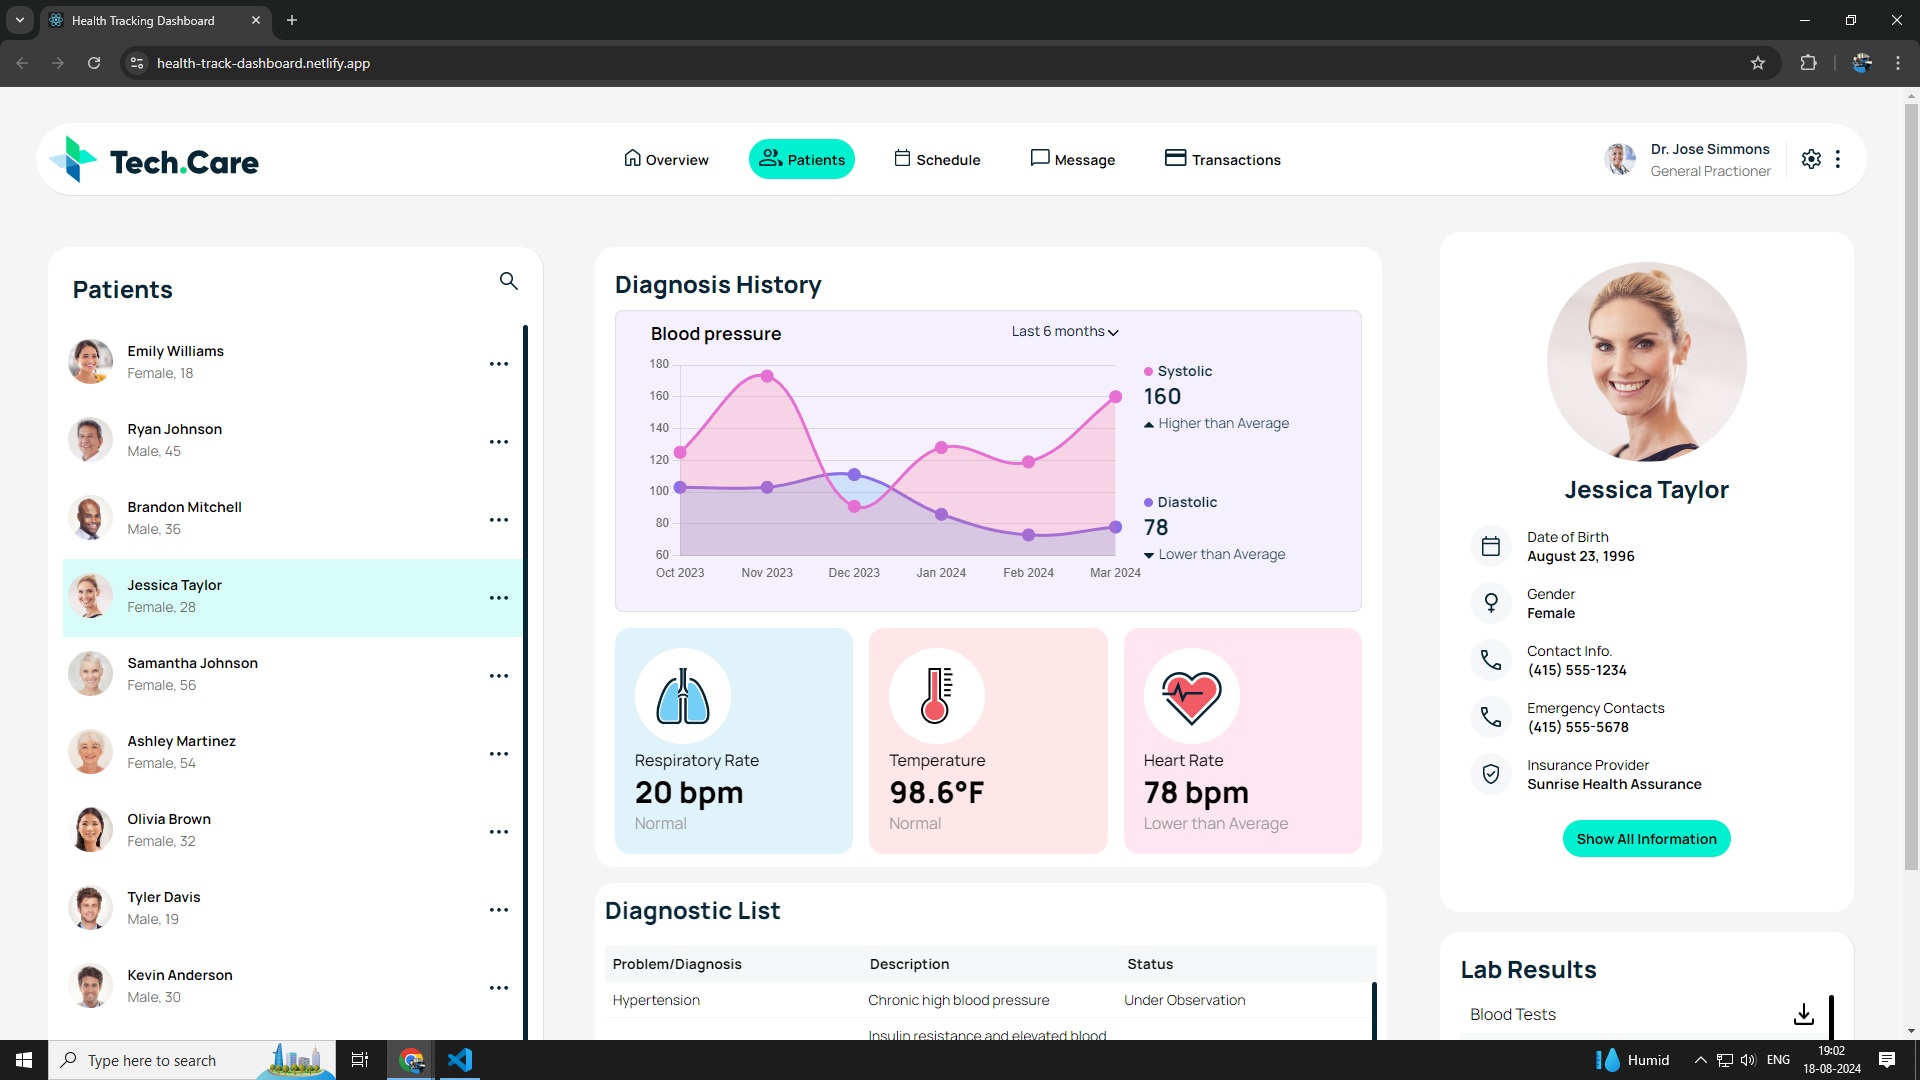 Health Tracking Dashboard
health-track-dashboard.netlify.app
Tech.Care
Overview
Patients
Schedule
Message
Transactions
Dr. Jose Simmons
General Practioner
Patients
Emily Williams
Female, 18
Ryan Johnson
Male, 45
Brandon Mitchell
Male, 36
Jessica Taylor
Female, 28
Samantha Johnson
Female, 56
Ashley Martinez
Female, 54
Olivia Brown
Female, 32
Tyler Davis
Male, 19
Kevin Anderson
Male, 30
Diagnosis History
Blood pressure
Last 6 months
180
160
140
120
100
80
60
Oct 2023
Nov 2023
Dec 2023
Jan 2024
Feb 2024
Mar 2024
Systolic
160
Higher than Average
Diastolic
78
Lower than Average
Respiratory Rate
20 bpm
Normal
Temperature
98.6°F
Normal
Heart Rate
78 bpm
Lower than Average
Diagnostic List
Problem/Diagnosis
Description
Status
Hypertension
Chronic high blood pressure
Under Observation
Insulin resistance and elevated blood
Jessica Taylor
Date of Birth
August 23, 1996
Gender
Female
Contact Info.
(415) 555-1234
Emergency Contacts
(415) 555-5678
Insurance Provider
Sunrise Health Assurance
Show All Information
Lab Results
Blood Tests
Type here to search
Humid
ENG
19:02
18-08-2024